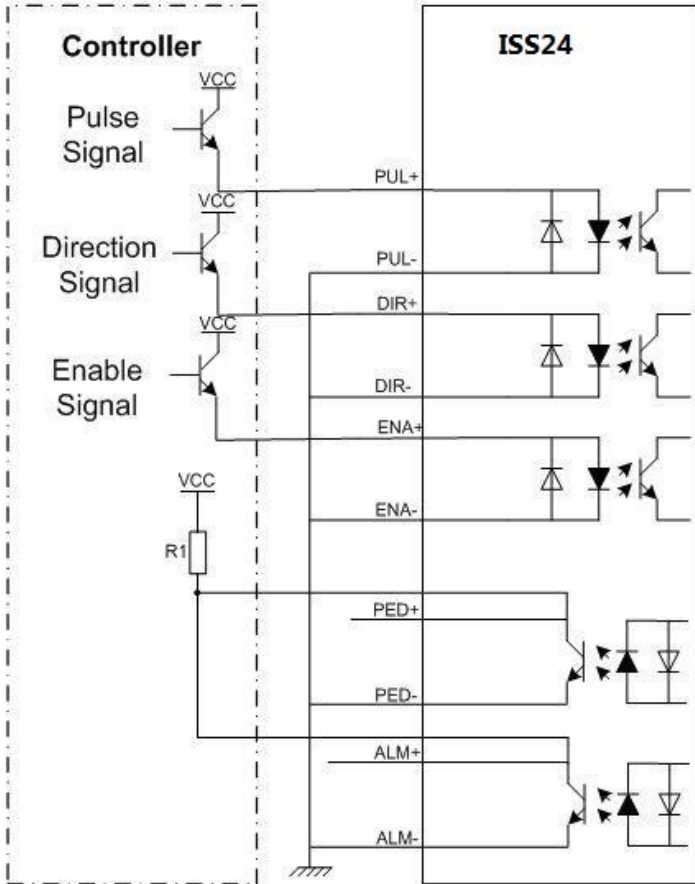 Controller
ISS24
VCC
Pulse
Signal
PUL+
VCC
Direction
Signal
PUL-
DIR+
VCC
Enable
Signal
DIR-
ENA+
VCC
ENA-
R1
PED+
PED-
ALM+
ALM-